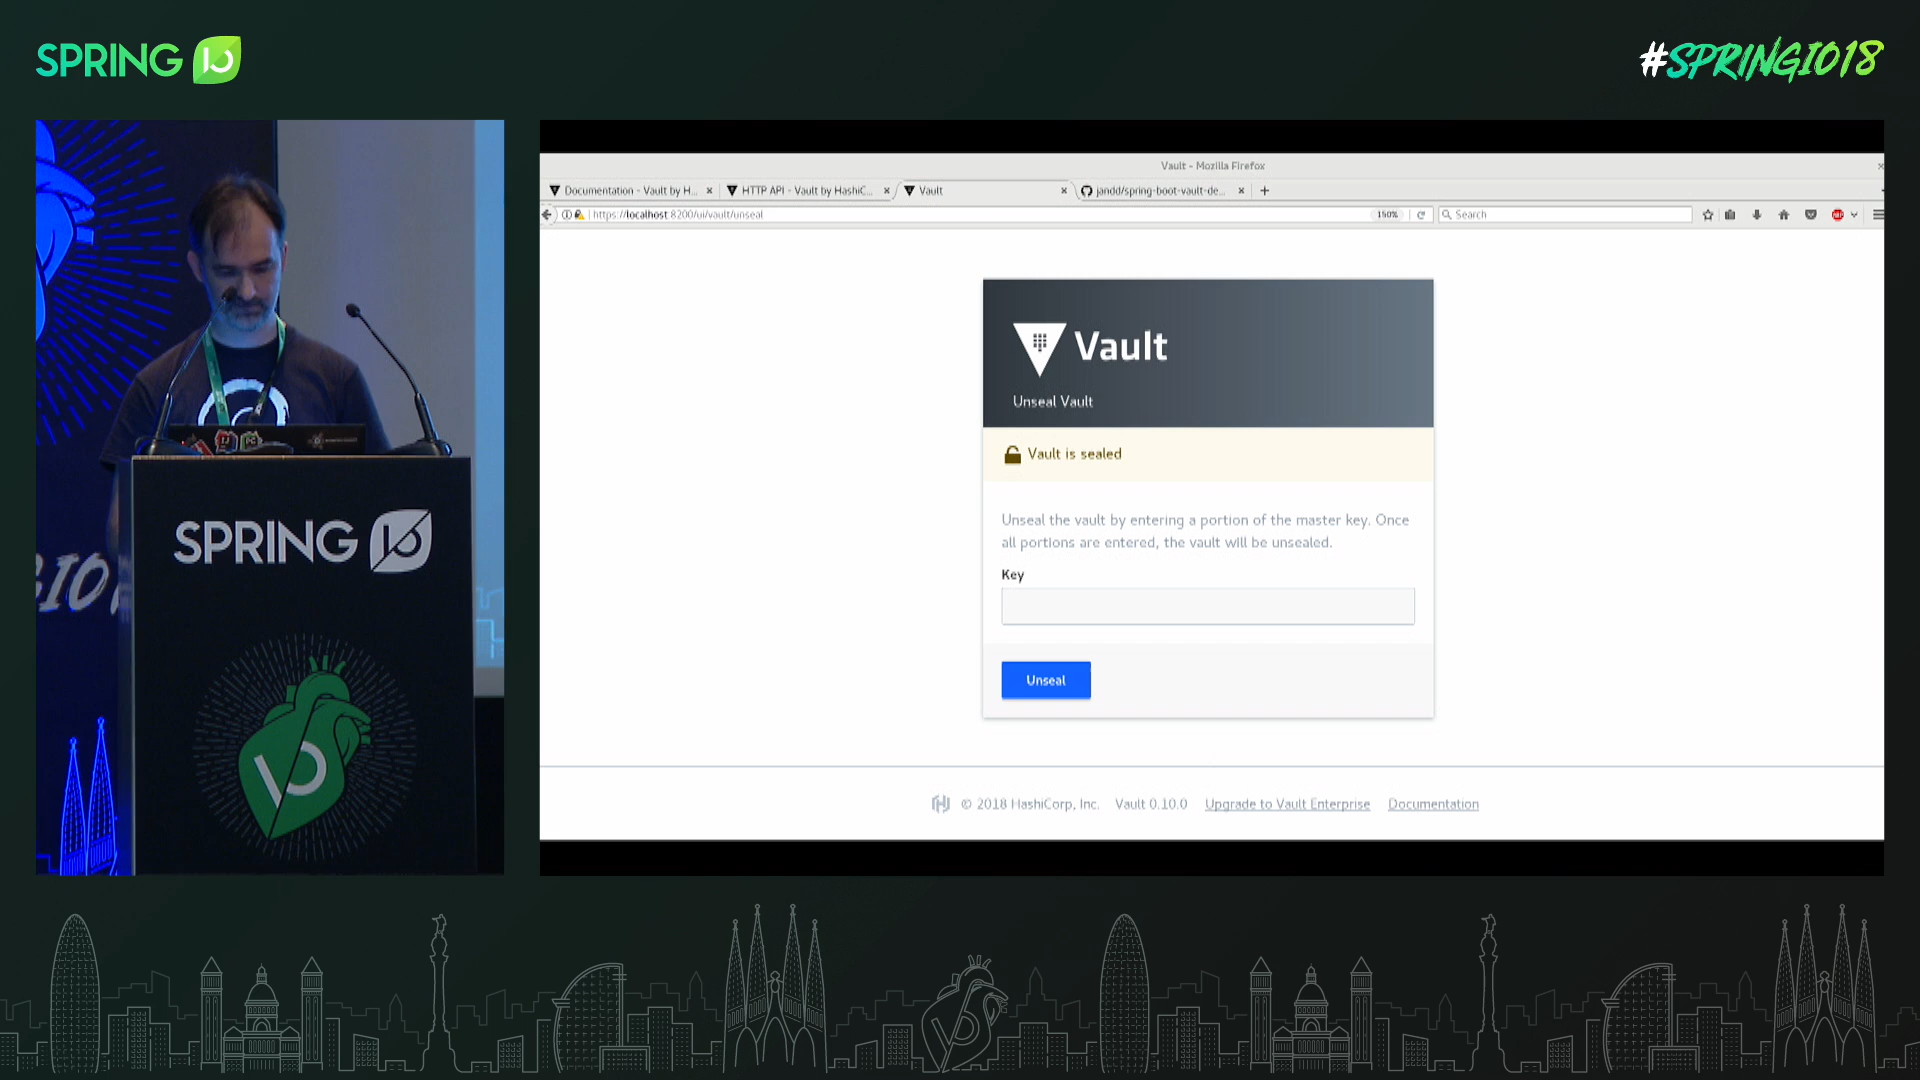 SPRING IO
#SPRINGIO18
SPRING IO
IO
Vault - Mozilla Firefox
Documentation - Vault by H...
HTTP API - Vault by HashiC...
Vault
jandd/spring-boot-vault-de...
https://localhost:8200/ui/vault/unseal
150%
Search
Vault
Unseal Vault
Vault is sealed
Unseal the vault by entering a portion of the master key. Once
all portions are entered, the vault will be unsealed.
Key
Unseal
© 2018 HashiCorp, Inc. Vault 0.10.0 Upgrade to Vault Enterprise Documentation